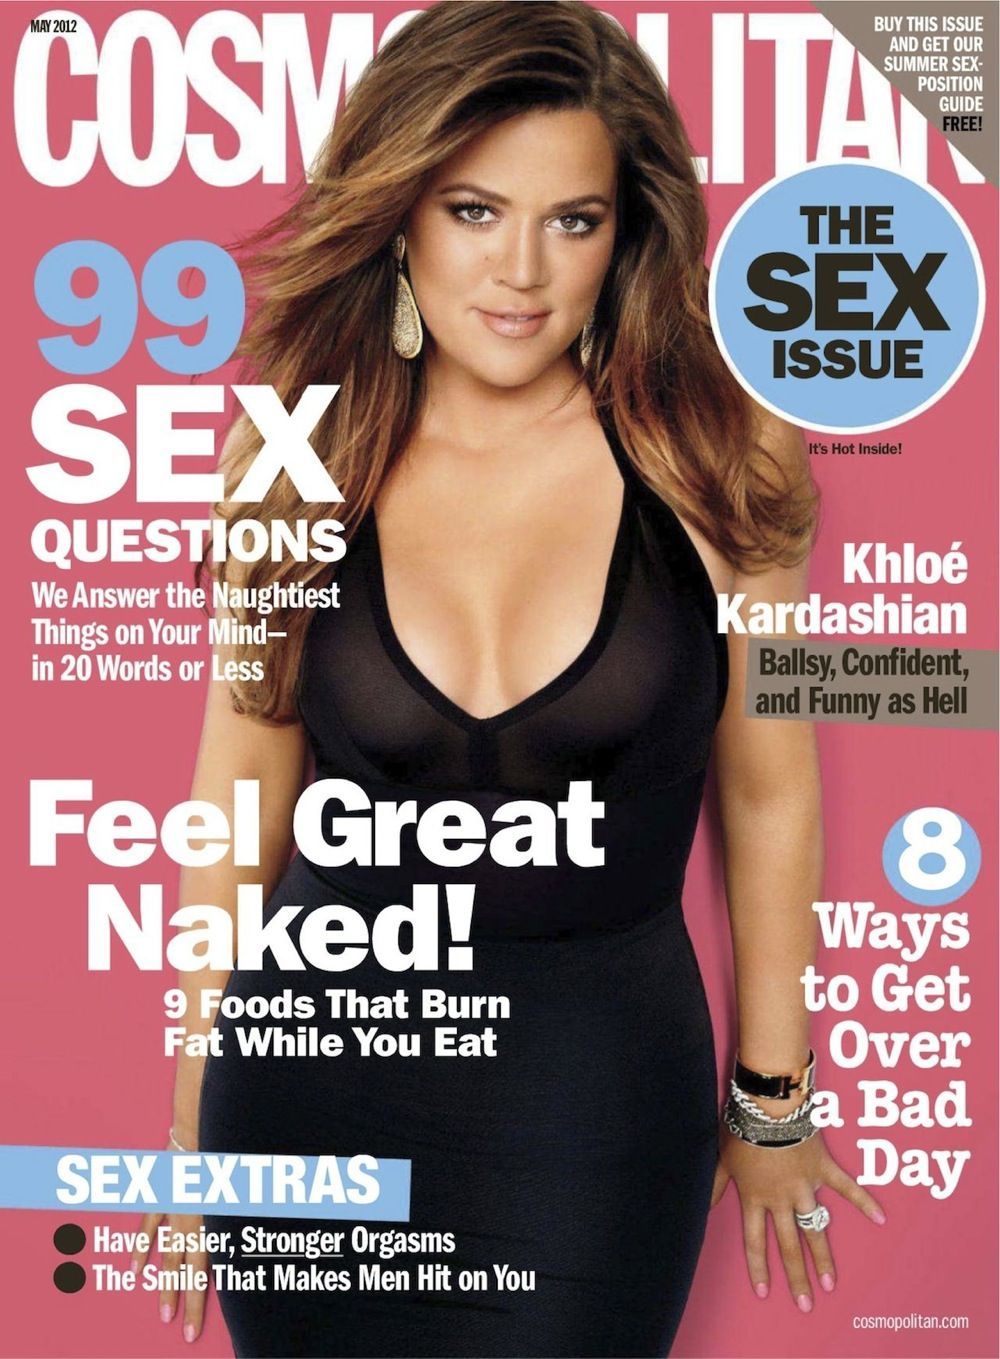 MAY 2012
COSMOPOLITAN
BUY THIS ISSUE
AND GET OUR
SUMMER SEX-
POSITION
GUIDE
FREE!
THE
SEX
ISSUE
It's Hot Inside!
99
SEX
QUESTIONS
We Answer the Naughtiest
Things on Your Mind—
in 20 Words or Less
Khloé
Kardashian
Ballsy, Confident,
and Funny as Hell
Feel Great
Naked!
9 Foods That Burn
Fat While You Eat
8
Ways
to Get
Over
a Bad
Day
SEX EXTRAS
Have Easier, Stronger Orgasms
The Smile That Makes Men Hit on You
cosmopolitan.com